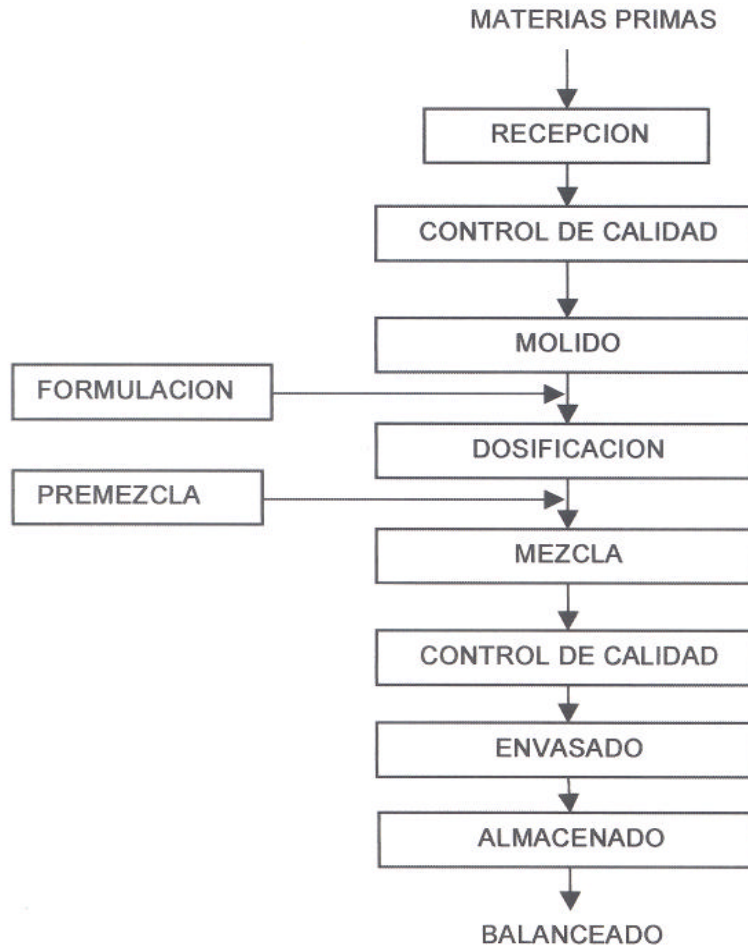 MATERIAS PRIMAS
RECEPCION
CONTROL DE CALIDAD
MOLIDO
FORMULACION
DOSIFICACION
PREMEZCLA
MEZCLA
CONTROL DE CALIDAD
ENVASADO
ALMACENADO
BALANCEADO